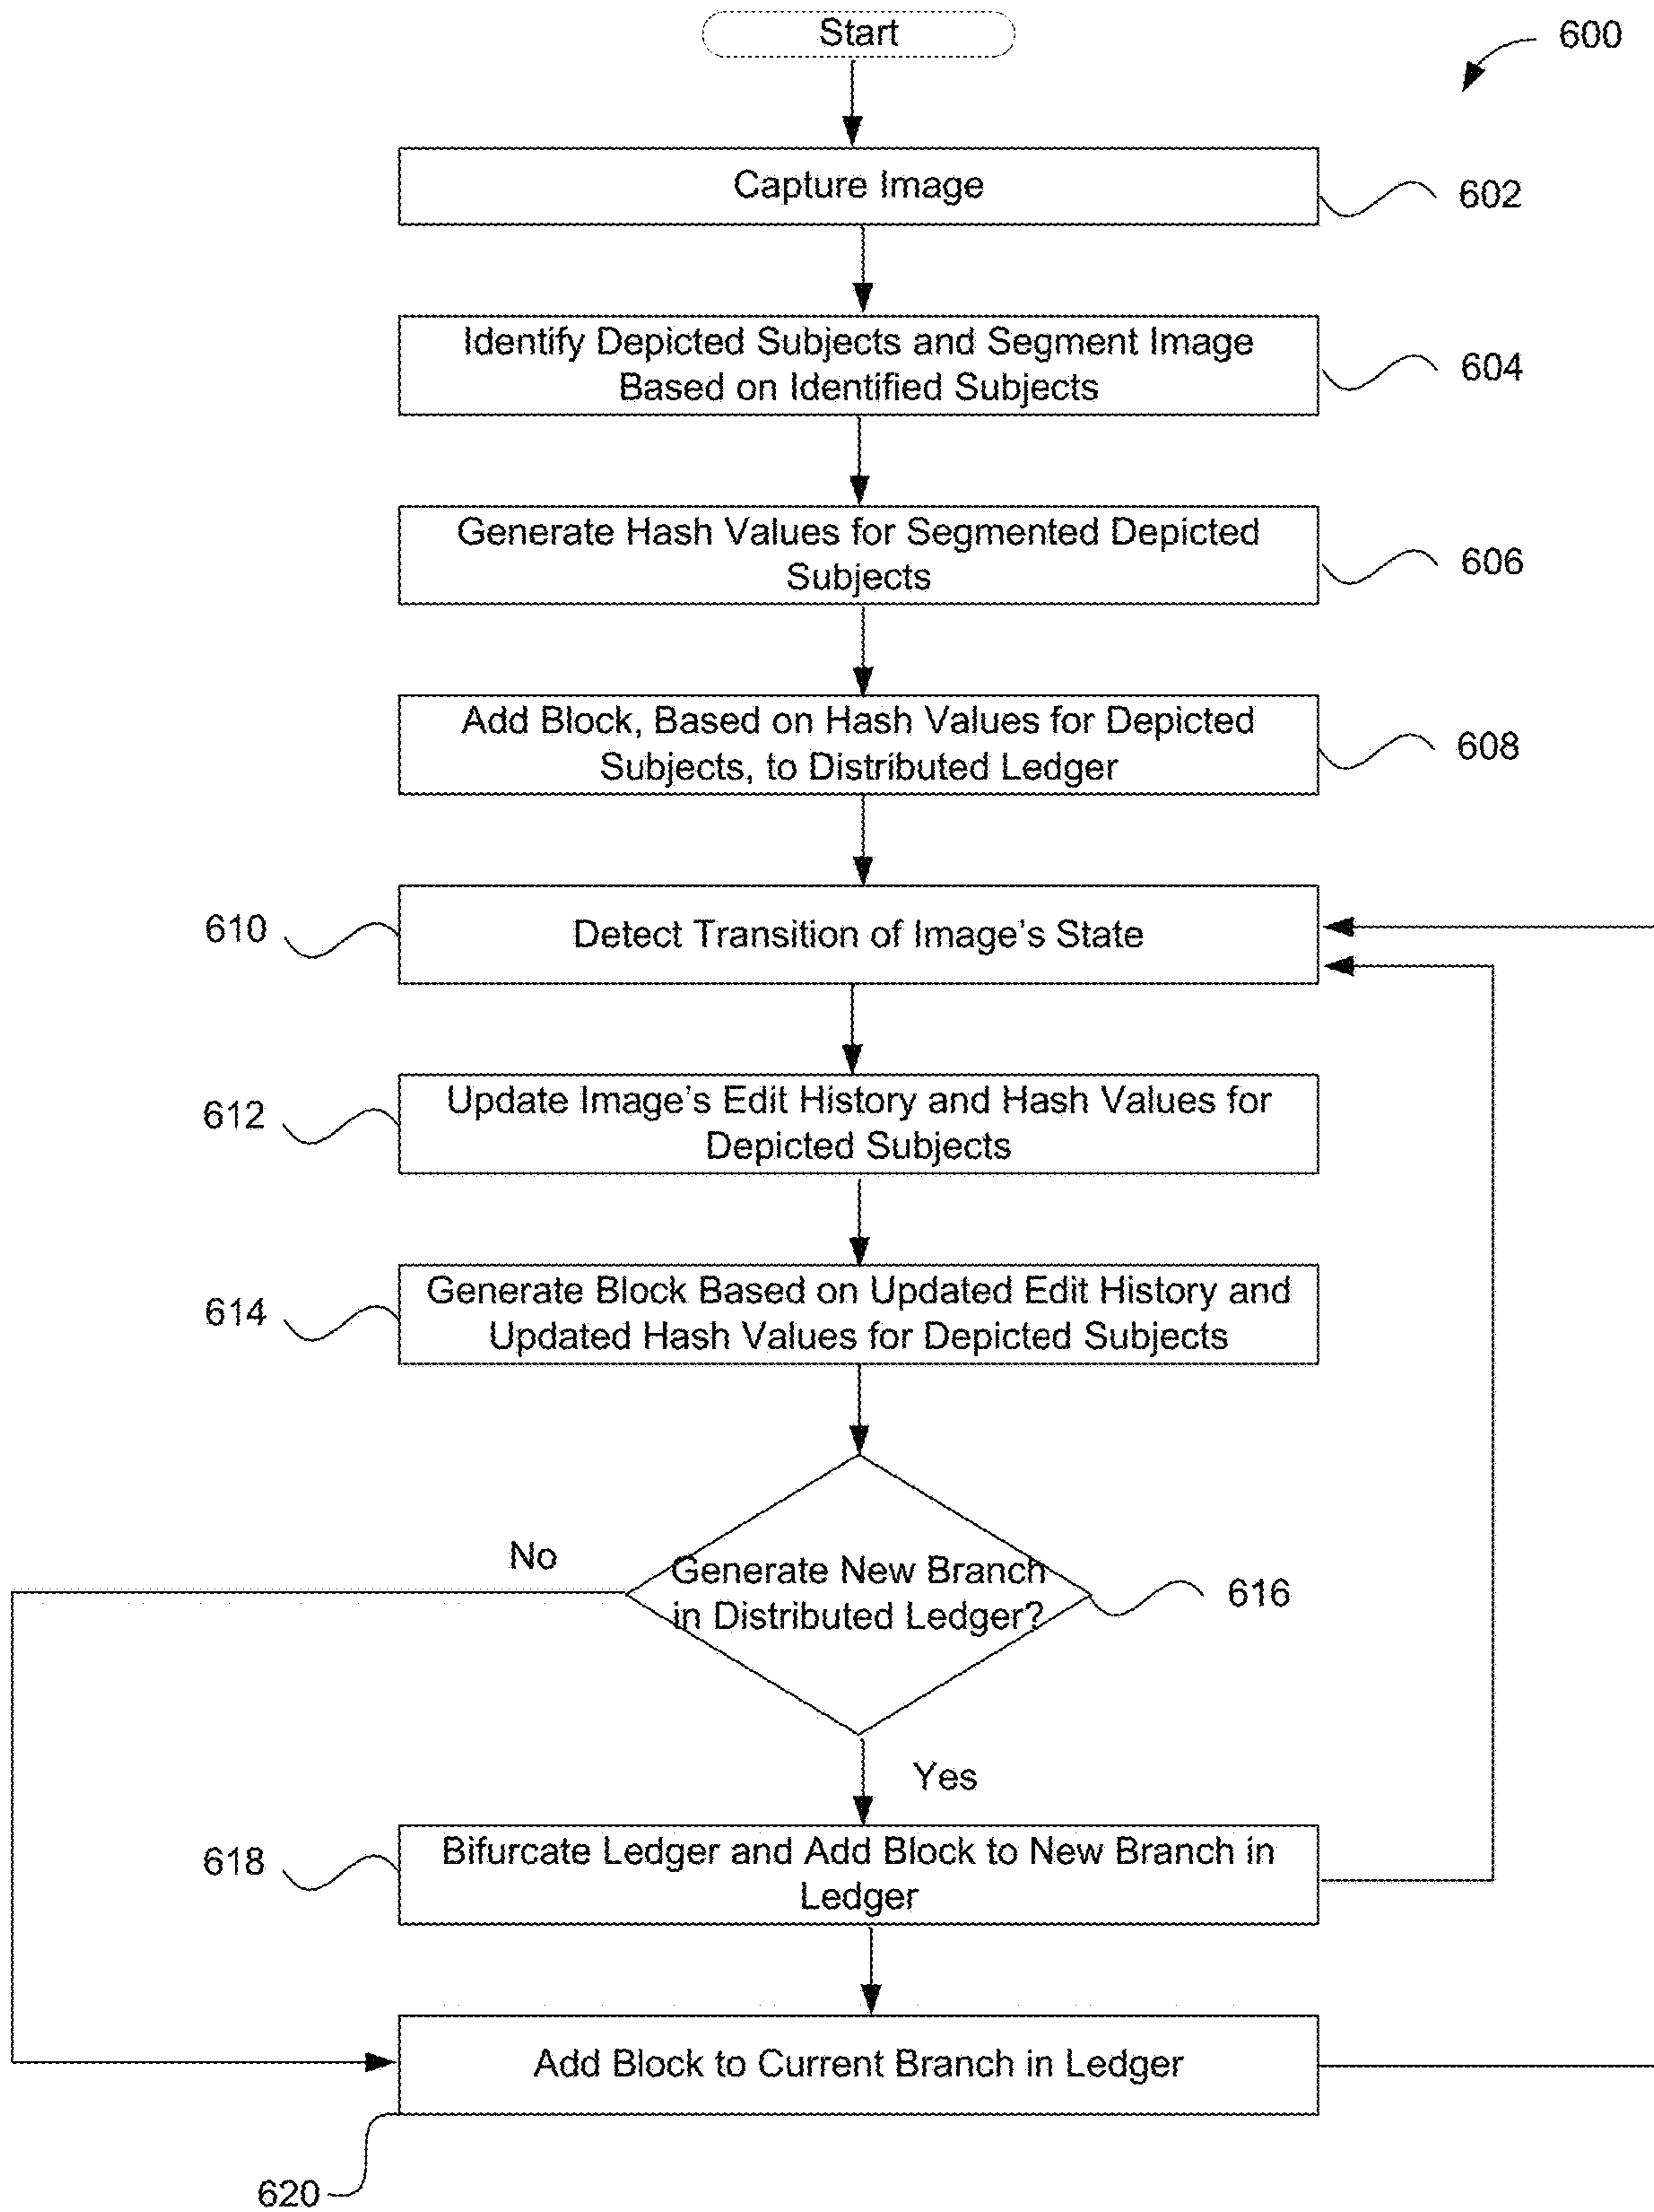 Start
600
Capture Image
602
Identify Depicted Subjects and Segment Image
Based on Identified Subjects
604
Generate Hash Values for Segmented Depicted
Subjects
606
Add Block, Based on Hash Values for Depicted
Subjects, to Distributed Ledger
608
610
Detect Transition of Image’s State
612
Update Image’s Edit History and Hash Values for
Depicted Subjects
614
Generate Block Based on Updated Edit History and
Updated Hash Values for Depicted Subjects
No
Generate New Branch
in Distributed Ledger?
616
Yes
618
Bifurcate Ledger and Add Block to New Branch in
Ledger
Add Block to Current Branch in Ledger
620